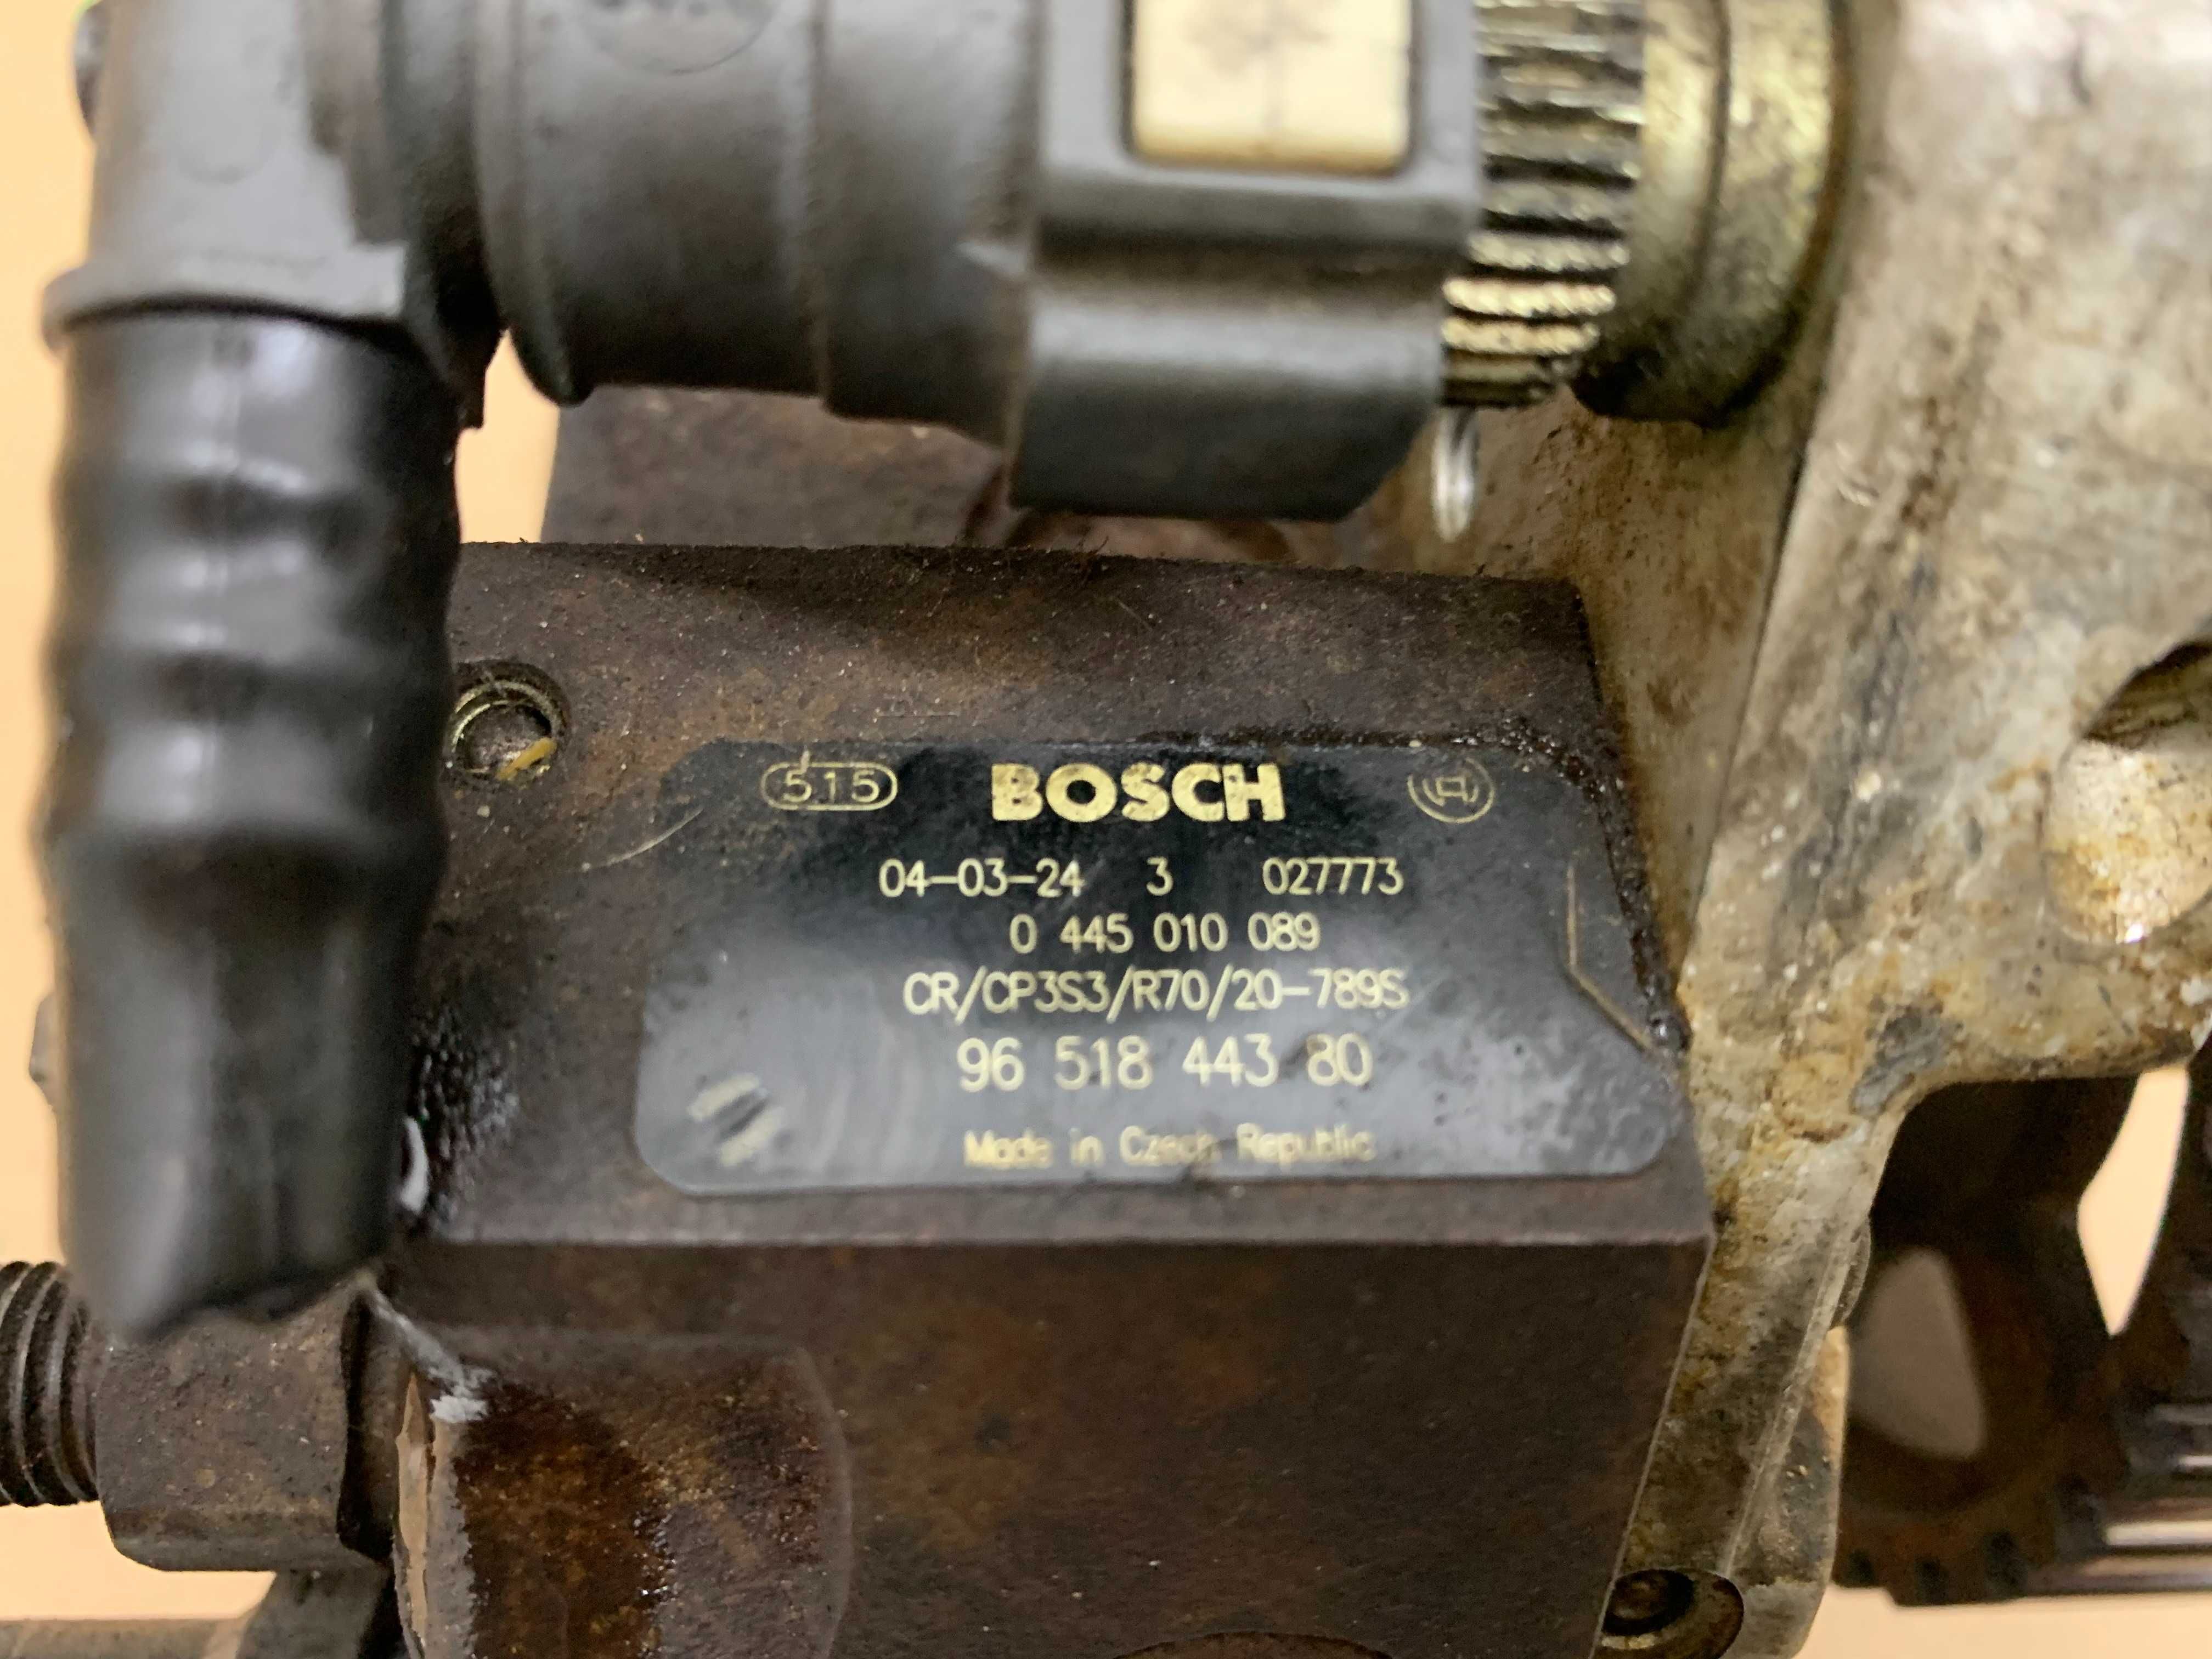 515 BOSCH
04-03-24 3 027773
0 445 010 089
CR/CP3S3/R70/20-789S
96 518 443 80
Made in Czech Republic